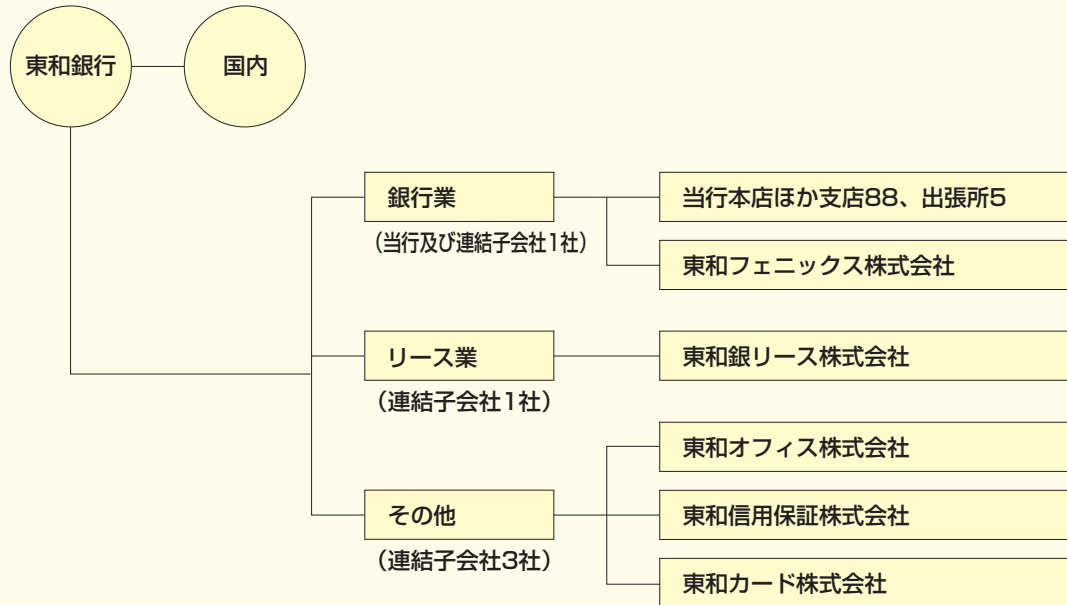 東和銀行
国内
銀行業
（当行及び連結子会社1社）
当行本店ほか支店88、出張所5
東和フェニックス株式会社
リース業
（連結子会社1社）
東和銀リース株式会社
その他
（連結子会社3社）
東和オフィス株式会社
東和信用保証株式会社
東和カード株式会社